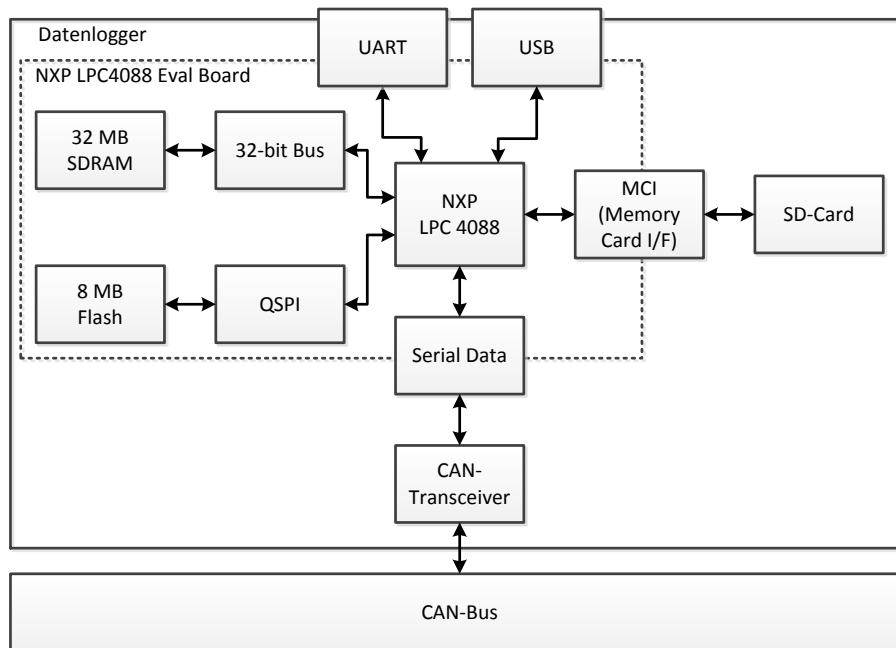 Datenlogger
UART
USB
NXP LPC4088 Eval Board
32 MB
SDRAM
32-bit Bus
NXP
LPC 4088
MCI
(Memory
Card I/F)
SD-Card
8 MB
Flash
QSPI
Serial Data
CAN-
Transceiver
CAN-Bus